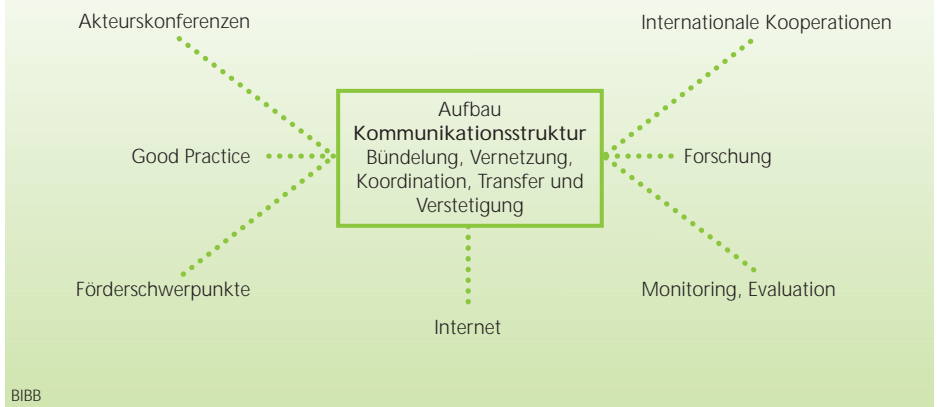 Akteurskonferenzen
Internationale Kooperationen
Aufbau
Kommunikationsstruktur
Bündelung, Vernetzung,
Koordination, Transfer und
Verstetigung
Good Practice
Forschung
Förderschwerpunkte
Monitoring, Evaluation
Internet
BIBB